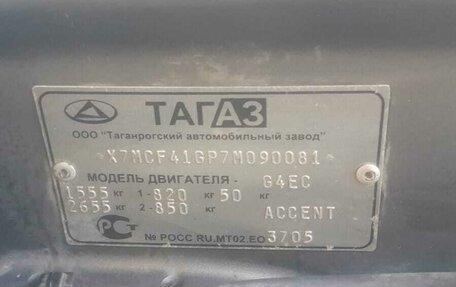 ТАГАЗ
ООО "Таганрогский автомобильный завод"
X7MCF41GP7M090081
МОДЕЛЬ ДВИГАТЕЛЯ - G4EC
1555 кг 1-820 кг 50 кг
2655 кг 2-850 кг ACCENT
№ РОСС RU.MT02.E0 3705